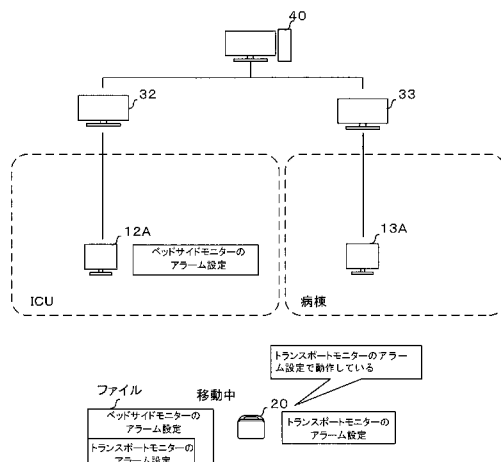 40
32
33
12A
ベッドサイドモニターの
アラーム設定
13A
ICU
病棟
トランスポートモニターのアラー
ム設定で動作している
ファイル
移動中
20
ベッドサイドモニターの
アラーム設定
トランスポートモニターの
アラーム設定
トランスポートモニターの
アラーム設定